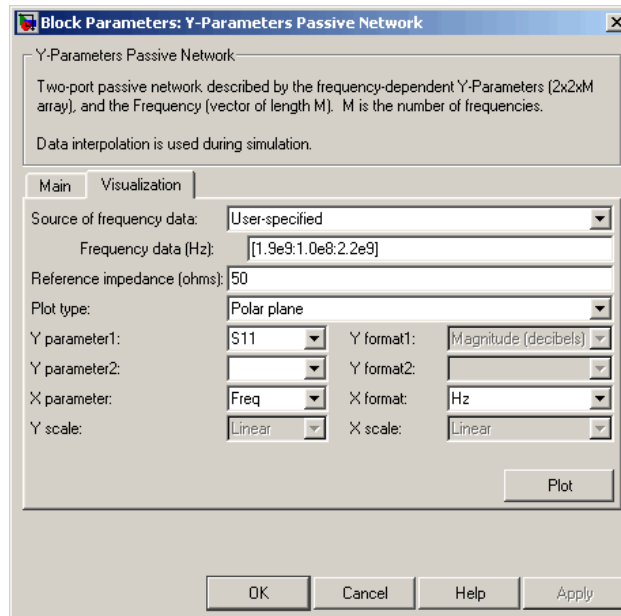 Block Parameters: Y-Parameters Passive Network
Y-Parameters Passive Network
Two-port passive network described by the frequency-dependent Y-Parameters (2x2xM
array), and the Frequency (vector of length M). M is the number of frequencies.
Data interpolation is used during simulation.
Main Visualization
Source of frequency data: User-specified
Frequency data (Hz): [1.9e9:1.0e8:2.2e9]
Reference impedance (ohms): 50
Plot type: Polar plane
Y parameter1: S11 Y format1: Magnitude (decibels)
Y parameter2: Y format2:
X parameter: Freq X format: Hz
Y scale: Linear X scale: Linear
Plot
OK Cancel Help Apply